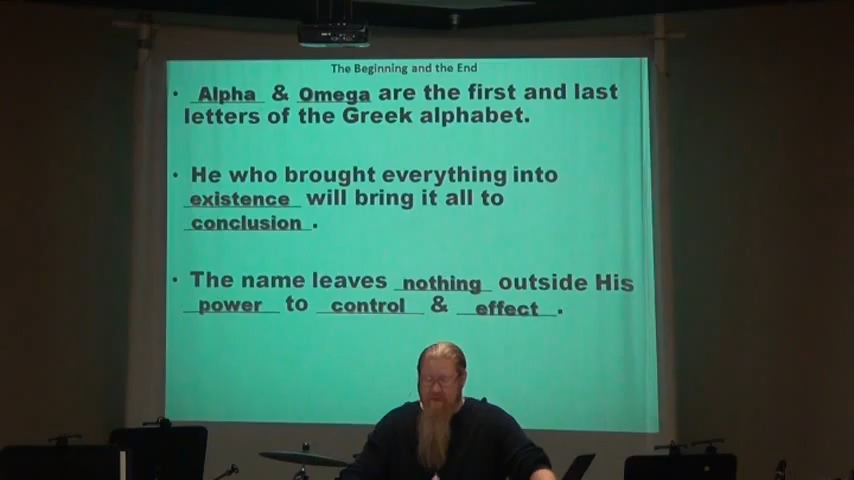 The Beginning and the End
• Alpha & Omega are the first and last
letters of the Greek alphabet.
• He who brought everything into
existence will bring it all to
conclusion.
• The name leaves nothing outside His
power to control & effect.